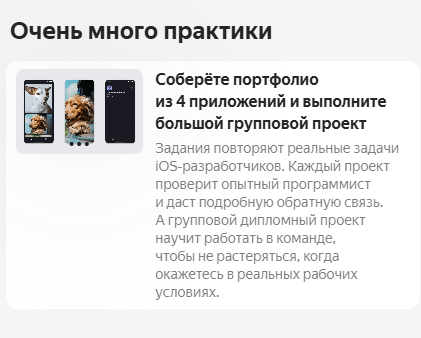 Очень много практики
Соберёте портфолио
из 4 приложений и выполните
большой групповой проект
Задания повторяют реальные задачи
iOS-разработчиков. Каждый проект
проверит опытный программист
и даст подробную обратную связь.
А групповой дипломный проект
научит работать в команде,
чтобы не растеряться, когда
окажетесь в реальных рабочих
условиях.